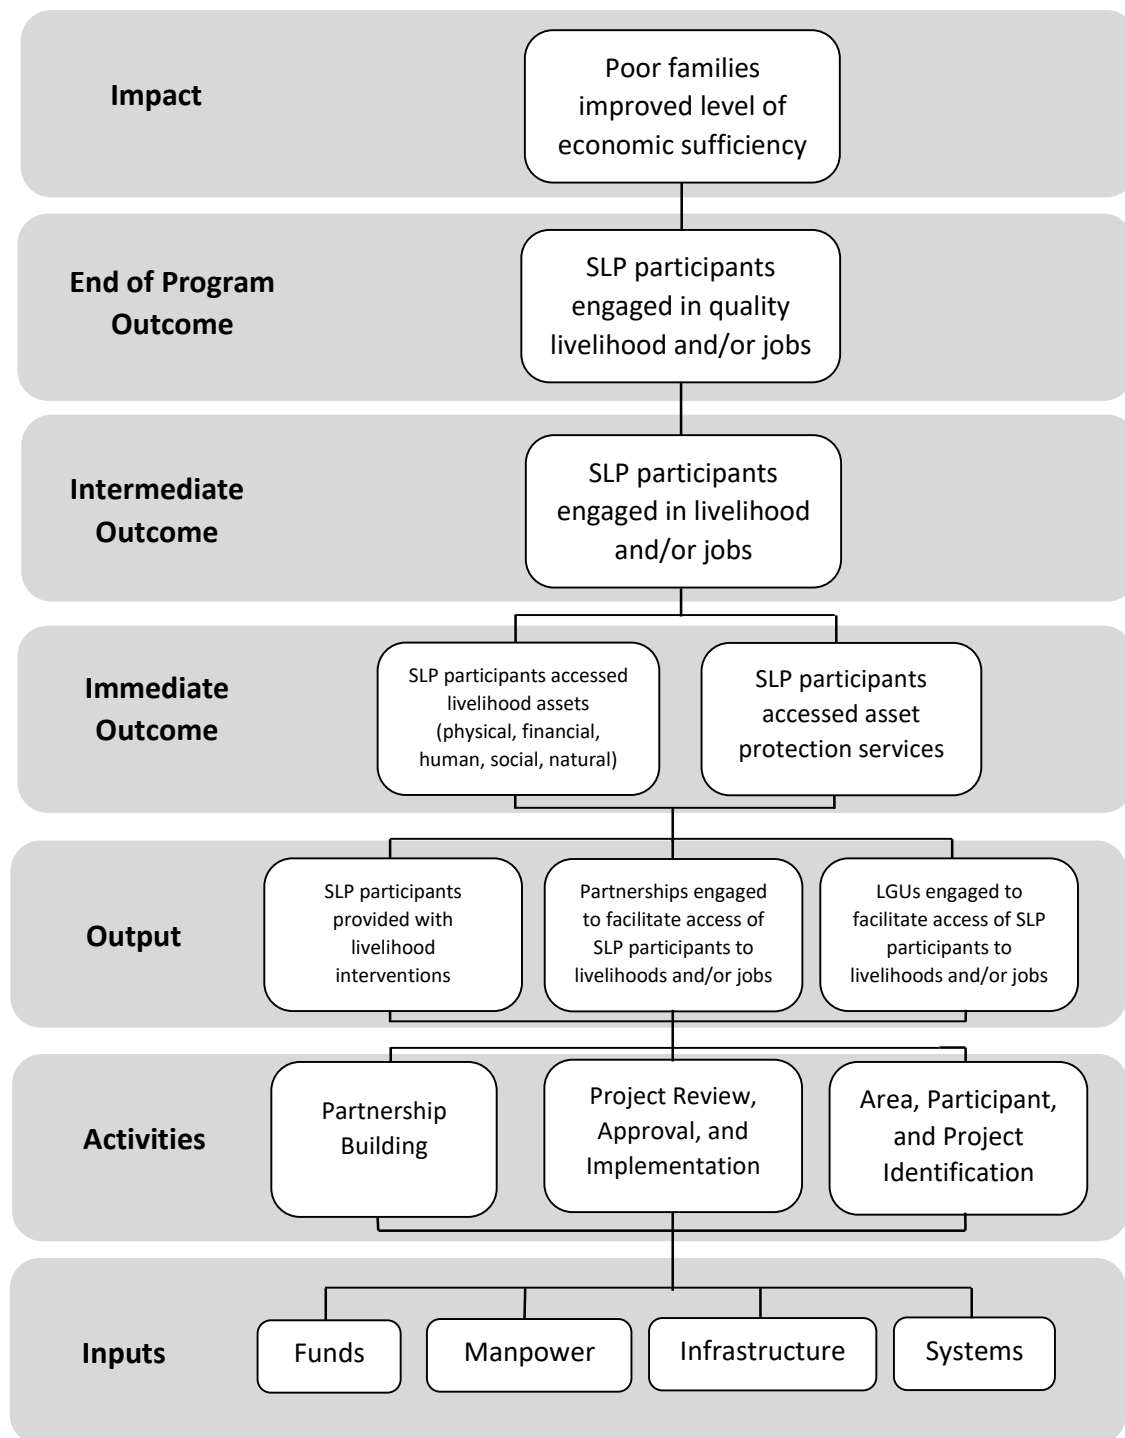 Impact
Poor families
improved level of
economic sufficiency
End of Program
Outcome
SLP participants
engaged in quality
livelihood and/or jobs
Intermediate
Outcome
SLP participants
engaged in livelihood
and/or jobs
Immediate
Outcome
SLP participants accessed
livelihood assets
(physical, financial,
human, social, natural)
SLP participants
accessed asset
protection services
Output
SLP participants
provided with
livelihood
interventions
Partnerships engaged
to facilitate access of
SLP participants to
livelihoods and/or jobs
LGUs engaged to
facilitate access of SLP
participants to
livelihoods and/or jobs
Activities
Partnership
Building
Project Review,
Approval, and
Implementation
Area, Participant,
and Project
Identification
Inputs
Funds
Manpower
Infrastructure
Systems